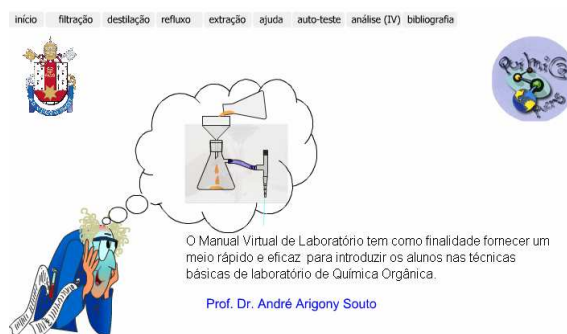 início filtração destilação refluxo extração ajuda auto-teste análise (IV) bibliografia
O Manual Virtual de Laboratório tem como finalidade fornecer um
meio rápido e eficaz para introduzir os alunos nas técnicas
básicas de laboratório de Química Orgânica.
Prof. Dr. André Arigony Souto